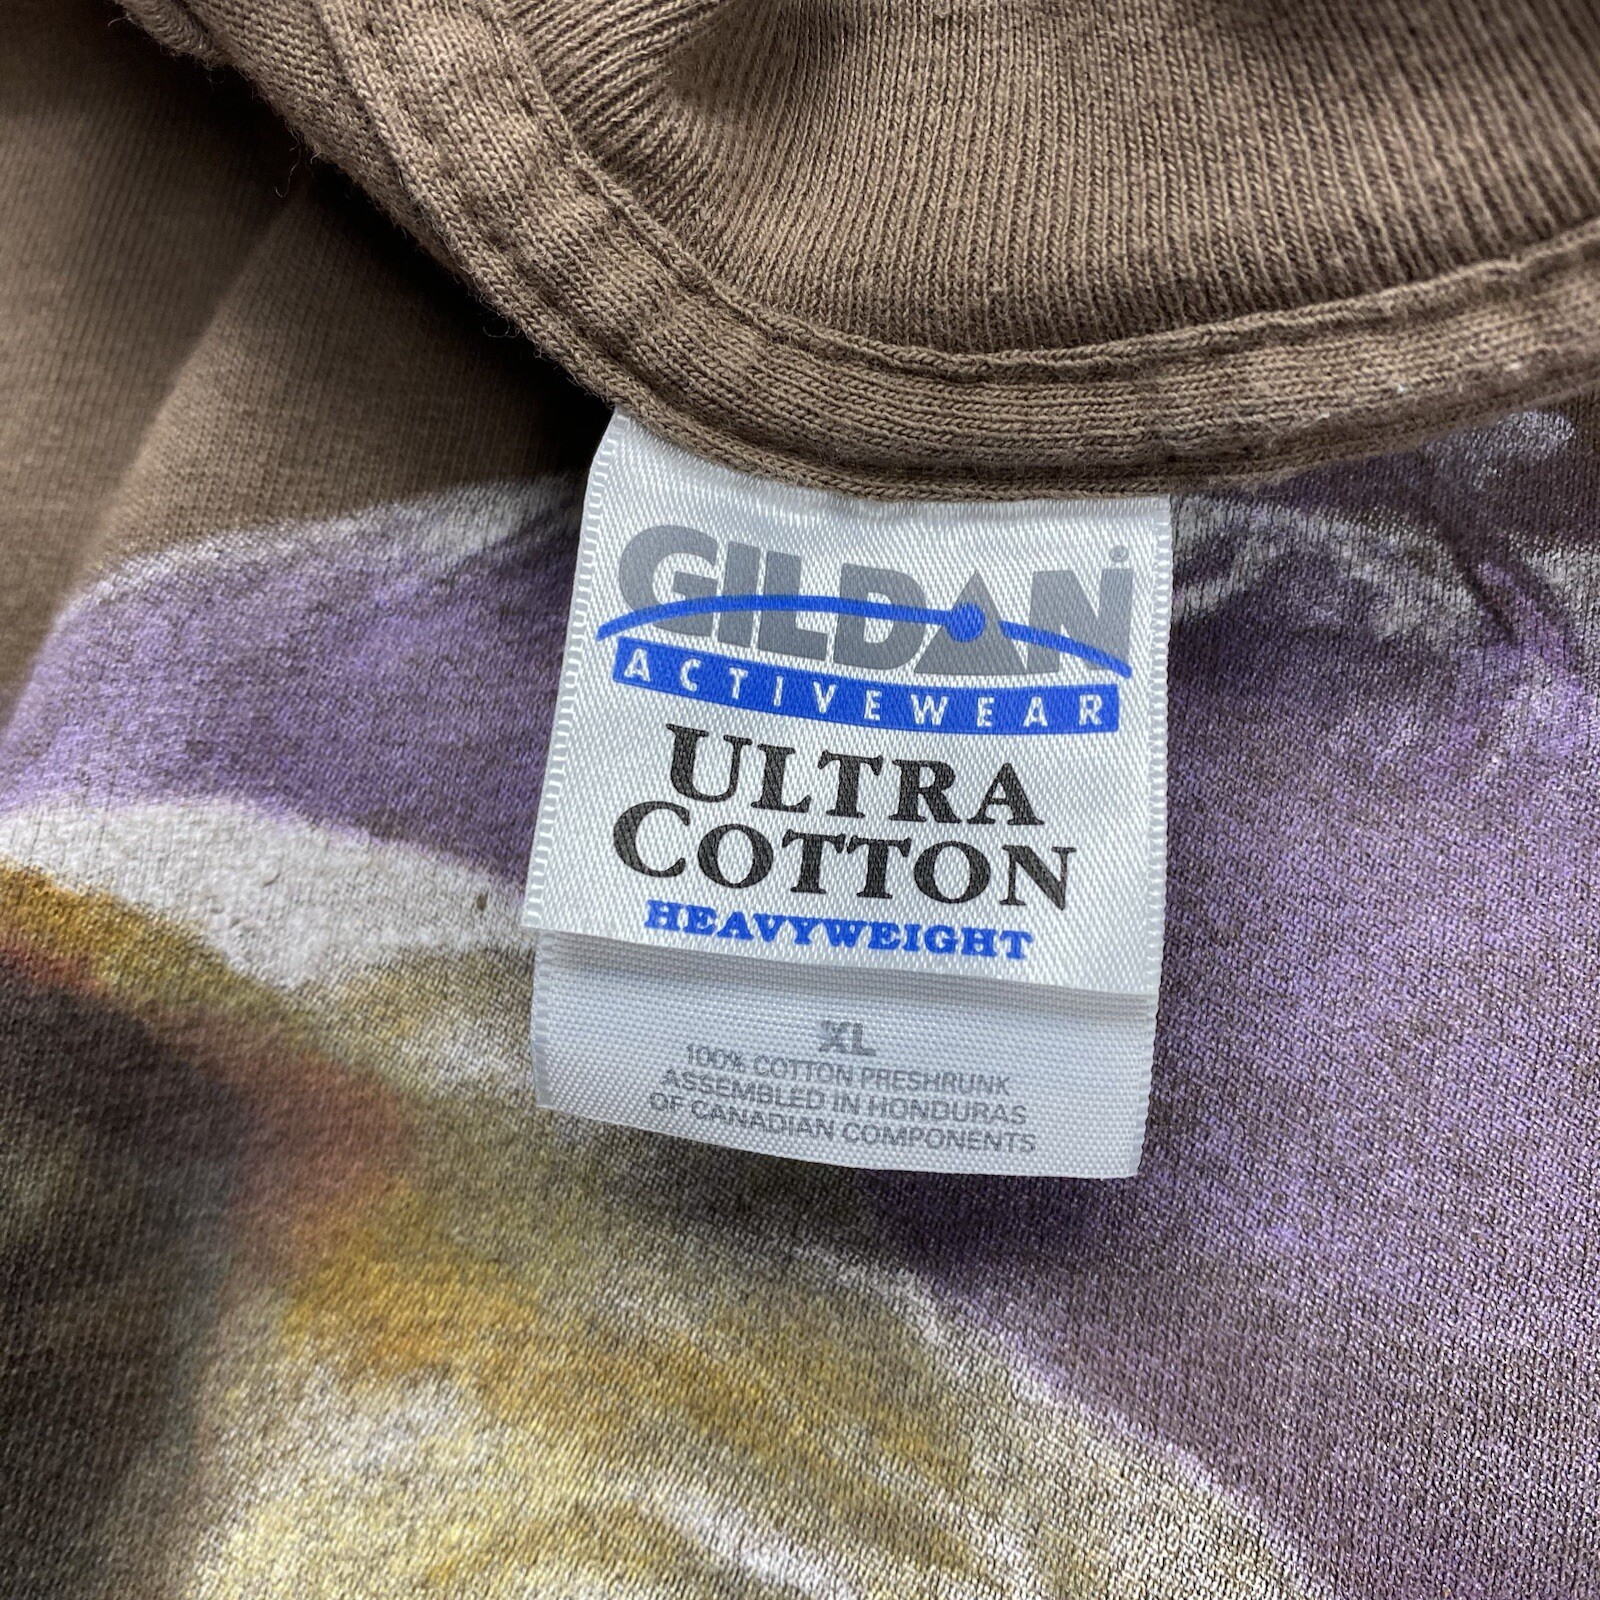 GILDAN®
ACTIVEWEAR
ULTRA
COTTON
HEAVYWEIGHT
XL
100% COTTON PRESHRUNK
ASSEMBLED IN HONDURAS
OF CANADIAN COMPONENTS